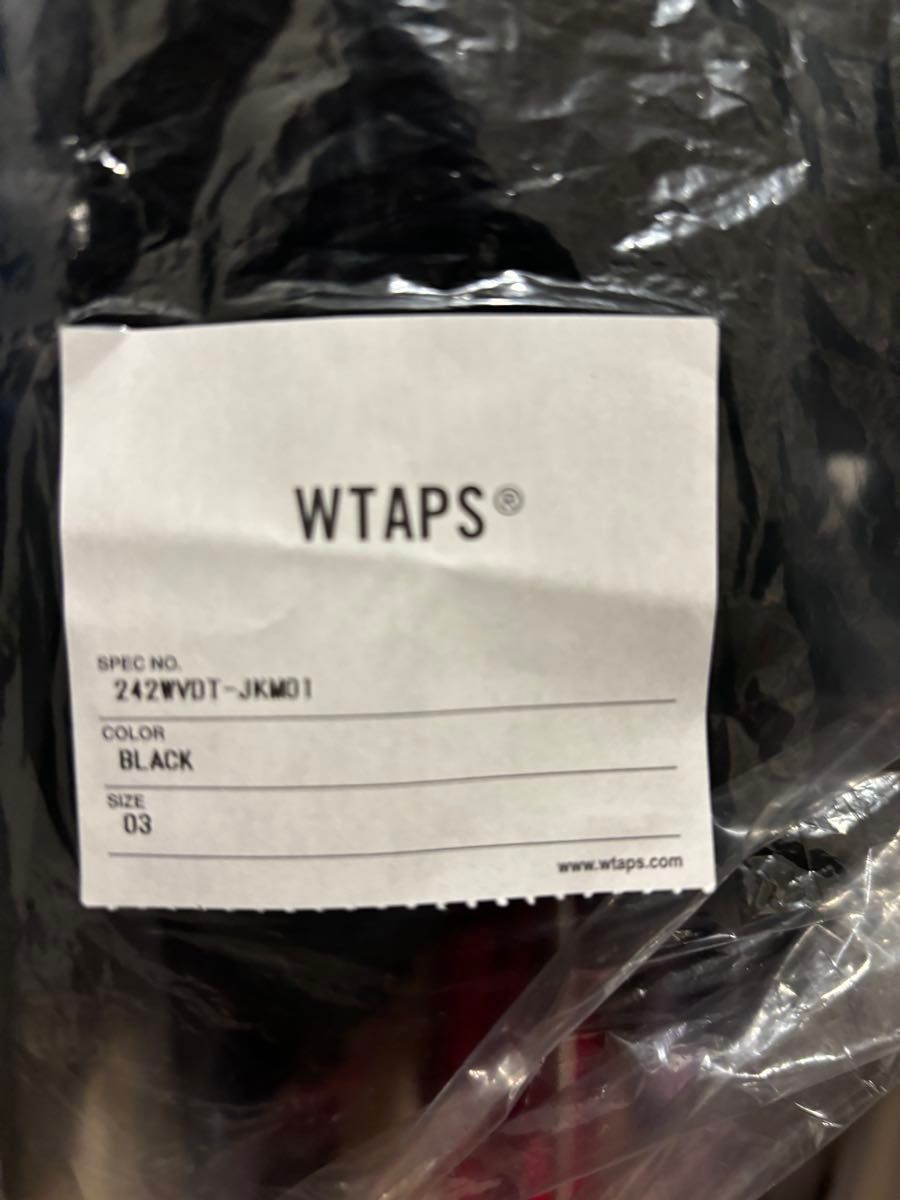 WTAPS®
SPEC NO.
242WVDT-JKM01
COLOR
BLACK
SIZE
03
www.wtaps.com